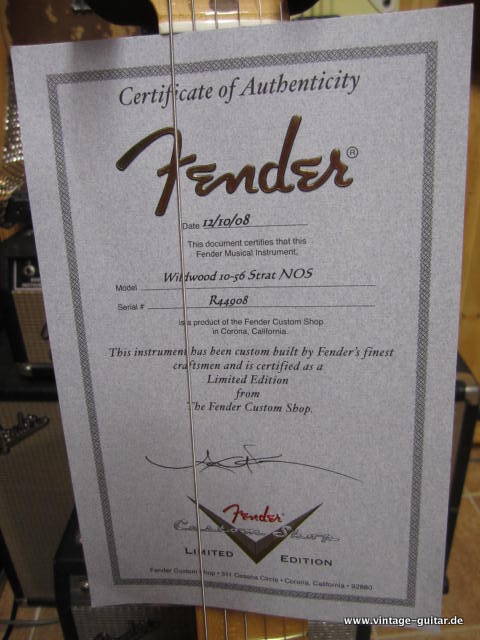 Certificate of Authenticity
Fender®
Date 12/10/08
This document certifies that this
Fender Musical Instrument,
Model Wildwood 10-56 Strat NOS
Serial # R44908
is a product of the Fender Custom Shop
in Corona, California.
This instrument has been custom built by Fender's finest
craftsmen and is certified as a
Limited Edition
from
The Fender Custom Shop.
Fender®
Custom Shop
LIMITED EDITION
Fender Custom Shop • 311 Cessna Circle • Corona, California • 92880
www.vintage-guitar.de